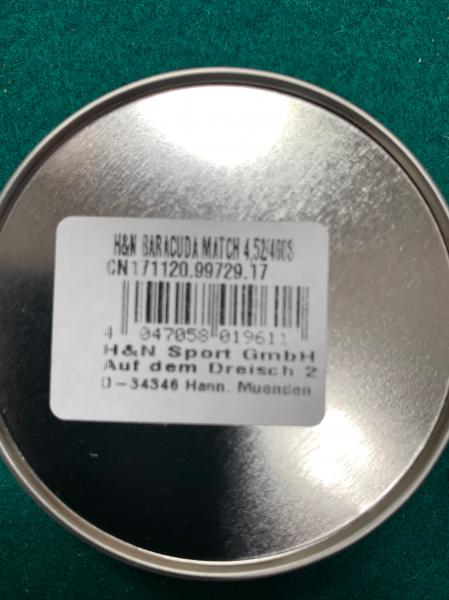 H&N BARACUDA MATCH 4,52/400S
CN171120.99729.17
4 047058 019611
H&N Sport GmbH
Auf dem Dreisch 2
D-34346 Hann. Muenden